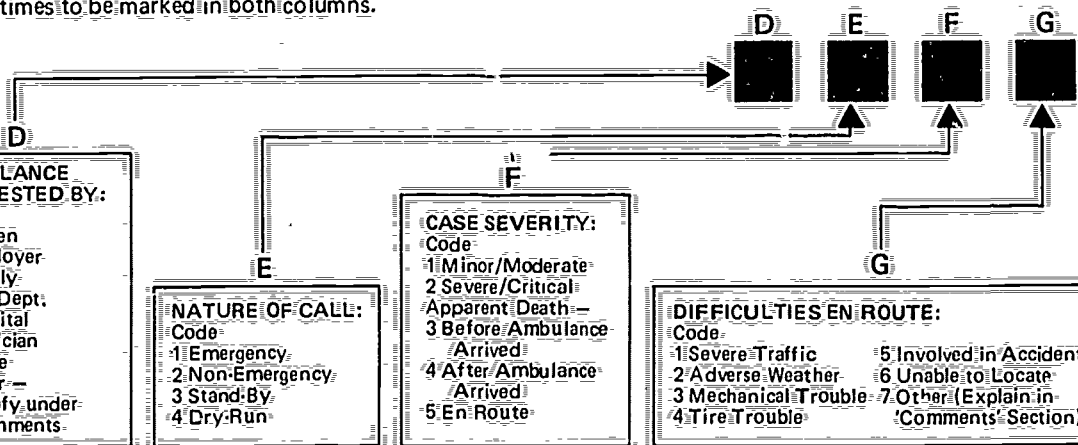 times to be marked in both columns.
D E F G
D
LANCE
ESTED BY:
en
loyer
ly
Dept.
ital
cian
e
r —
fy under
nments
E
NATURE OF CALL:
Code
1 Emergency
2 Non-Emergency
3 Stand-By
4 Dry-Run
F
CASE SEVERITY:
Code
1 Minor/Moderate
2 Severe/Critical
Apparent Death —
3 Before Ambulance
Arrived
4 After Ambulance
Arrived
5 En Route
G
DIFFICULTIES EN ROUTE:
Code
1 Severe Traffic
2 Adverse Weather
3 Mechanical Trouble
4 Tire Trouble
5 Involved in Accident
6 Unable to Locate
7 Other (Explain in
'Comments' Section)